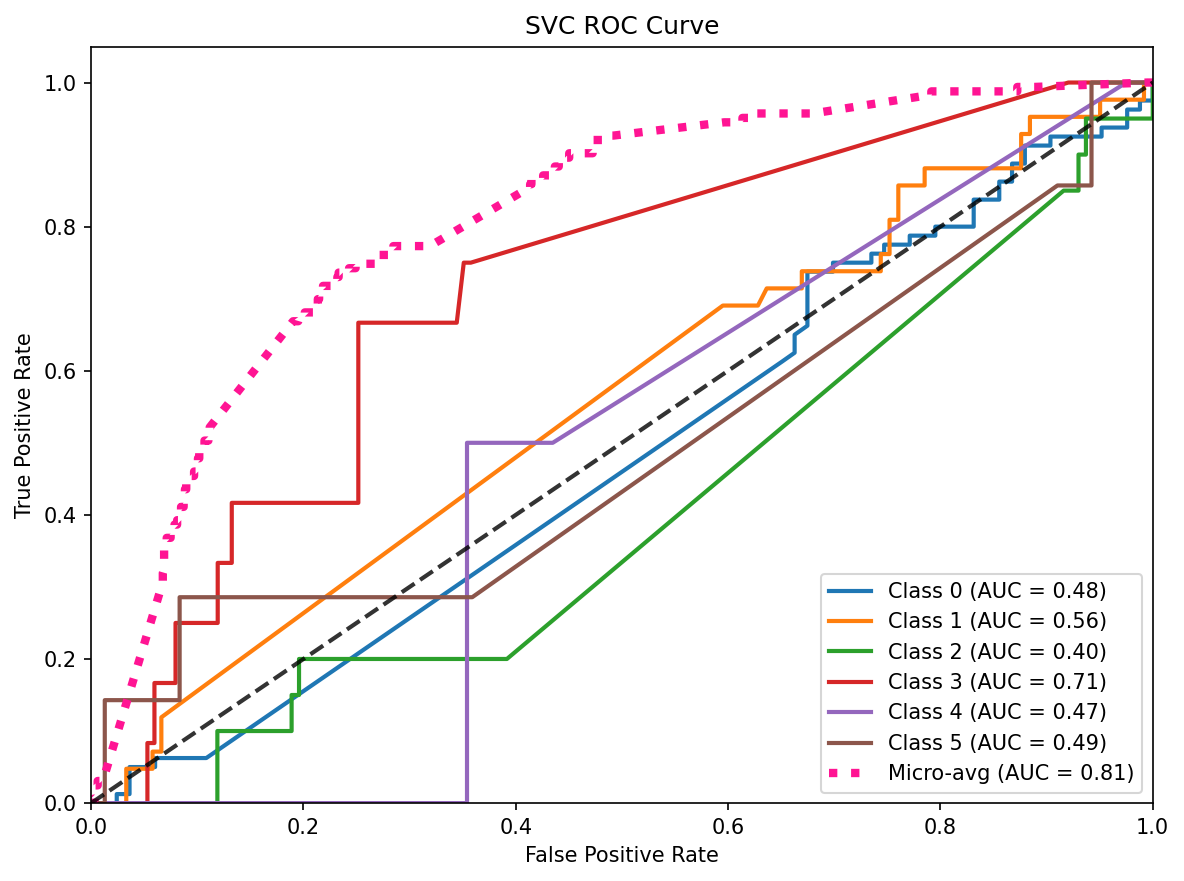 SVC ROC Curve
True Positive Rate
1.0
0.8
0.6
0.4
0.2
0.0
0.0 0.2 0.4 0.6 0.8 1.0
False Positive Rate
Class 0 (AUC = 0.48)
Class 1 (AUC = 0.56)
Class 2 (AUC = 0.40)
Class 3 (AUC = 0.71)
Class 4 (AUC = 0.47)
Class 5 (AUC = 0.49)
Micro-avg (AUC = 0.81)